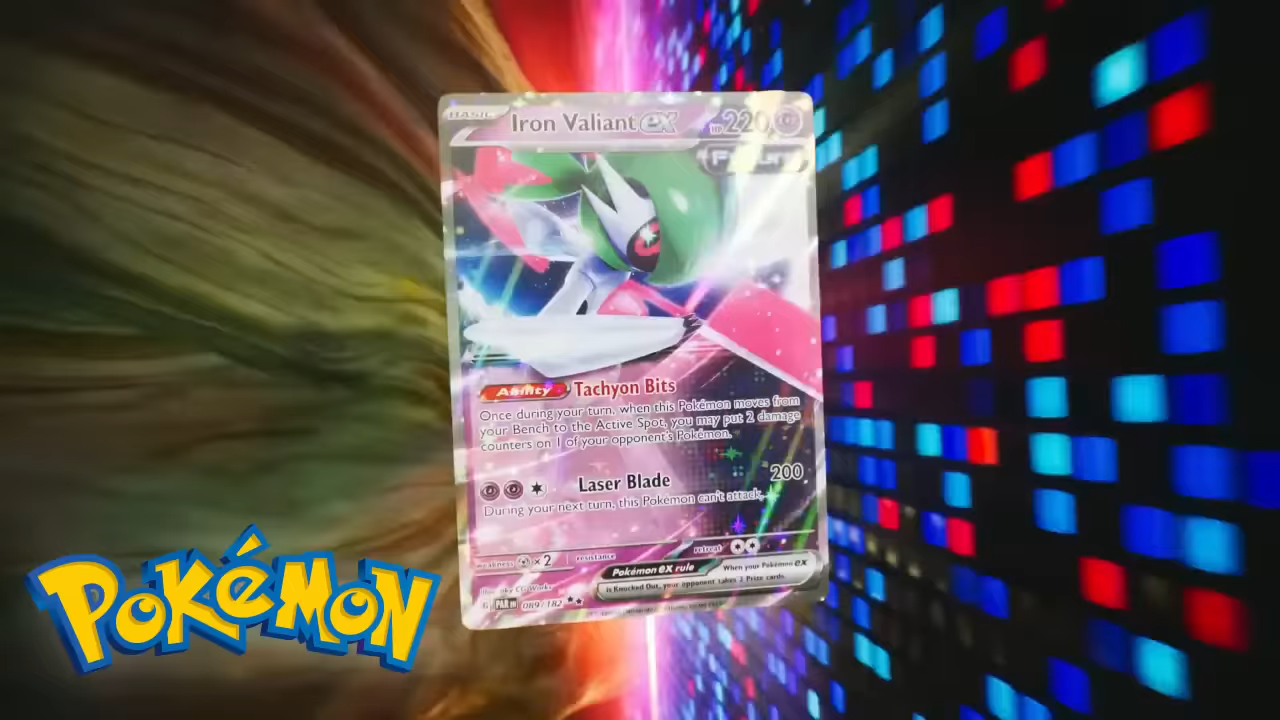 BASIC Iron Valiant ex HP 220
Future
Ability Tachyon Bits
Once during your turn, when this Pokémon moves from
your Bench to the Active Spot, you may put 2 damage
counters on 1 of your opponent's Pokémon.
Laser Blade 200
During your next turn, this Pokémon can't attack.
weakness ×2 resistance retreat
Pokémon ex rule When your Pokémon ex
is Knocked Out, your opponent takes 2 Prize cards.
G PAR EN 089/182
POKéMON